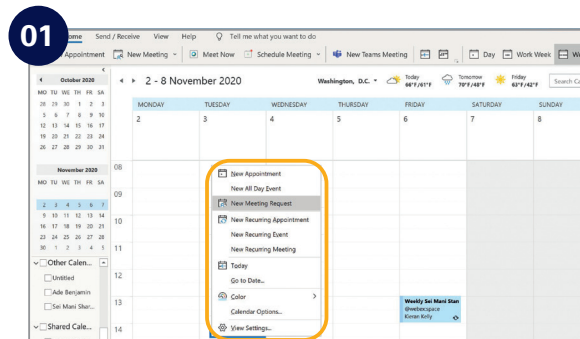 01
ome Send / Receive View Help Tell me what you want to do
Appointment New Meeting Meet Now Schedule Meeting New Teams Meeting Day Work Week We
October 2020
MO TU WE TH FR SA
28 29 30 1 2 3
5 6 7 8 9 10
12 13 14 15 16 17
19 20 21 22 23 24
26 27 28 29 30 31
November 2020
MO TU WE TH FR SA
2 3 4 5 6 7
9 10 11 12 13 14
16 17 18 19 20 21
23 24 25 26 27 28
30 1 2 3 4 5
Other Calen...
Untitled
Ade Benjamin
Sei Mani Shar...
Shared Cale...
2 - 8 November 2020
Washington, D.C. Today 66°F/61°F Tomorrow 70°F/48°F Friday 63°F/42°F Search Ca
MONDAY TUESDAY WEDNESDAY THURSDAY FRIDAY SATURDAY SUNDAY
2 3 4 5 6 7 8
08
09
10
11
12
13
14
New Appointment
New All Day Event
New Meeting Request
New Recurring Appointment
New Recurring Event
New Recurring Meeting
Today
Go to Date...
Color
Calendar Options...
View Settings...
Weekly Sei Mani Stan
@webexspace
Kieran Kelly